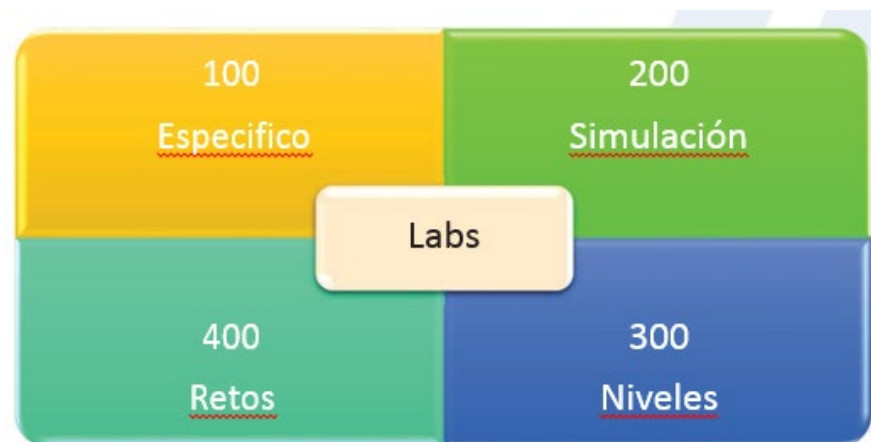 100
Especifico
200
Simulación
Labs
400
Retos
300
Niveles